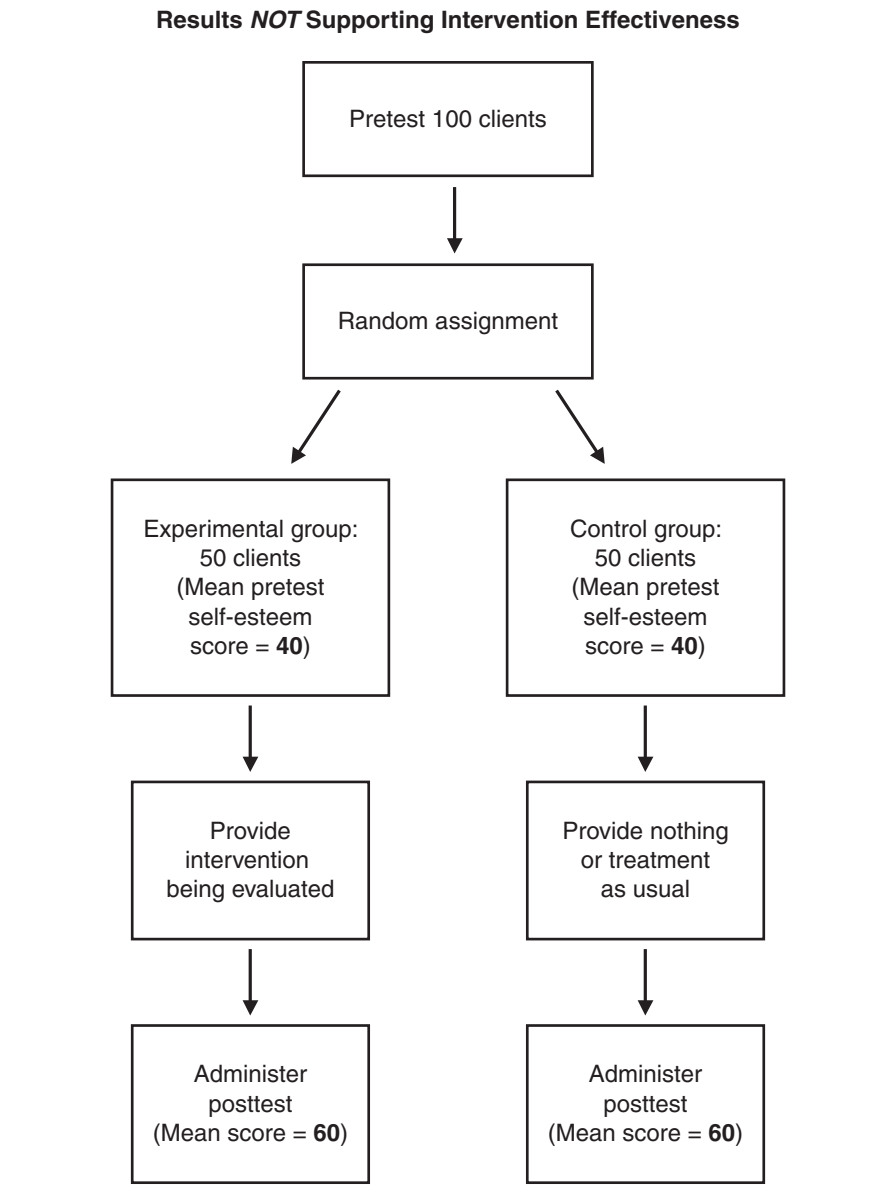 Results NOT Supporting Intervention Effectiveness
Pretest 100 clients
Random assignment
Experimental group:
50 clients
(Mean pretest
self-esteem
score = 40)
Control group:
50 clients
(Mean pretest
self-esteem
score = 40)
Provide
intervention
being evaluated
Provide nothing
or treatment
as usual
Administer
posttest
(Mean score = 60)
Administer
posttest
(Mean score = 60)